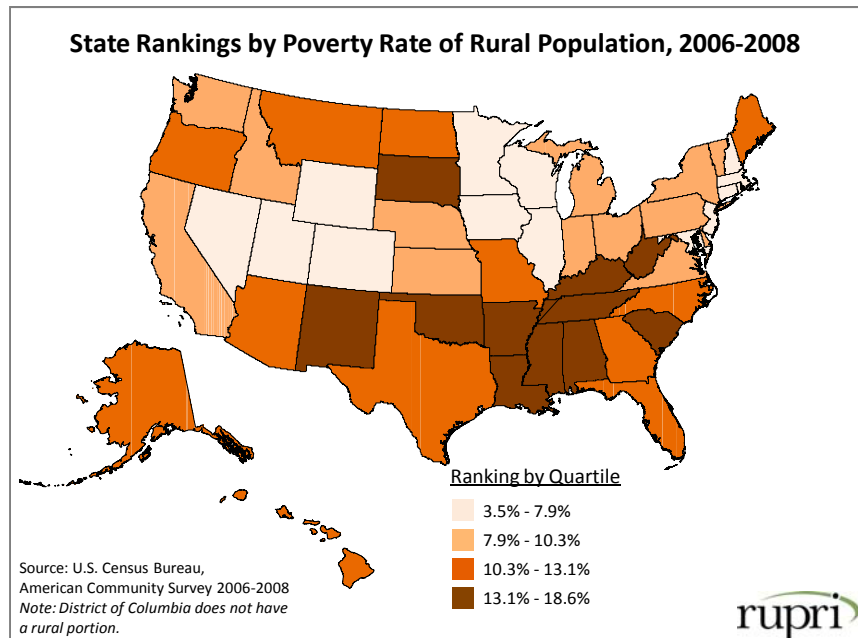 State Rankings by Poverty Rate of Rural Population, 2006-2008
Ranking by Quartile
3.5% - 7.9%
7.9% - 10.3%
10.3% - 13.1%
13.1% - 18.6%
Source: U.S. Census Bureau,
American Community Survey 2006-2008
Note: District of Columbia does not have
a rural portion.
rupri